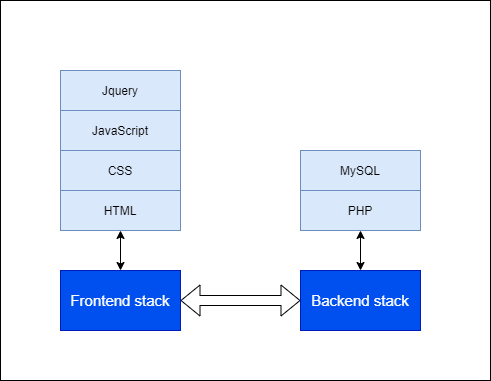 Jquery
JavaScript
CSS
HTML
MySQL
PHP
Frontend stack
Backend stack